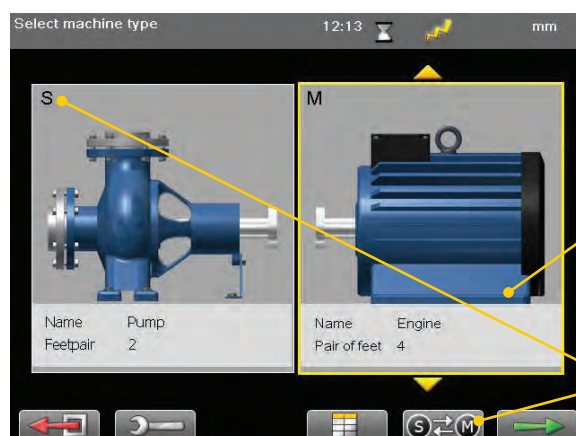 Select machine type 12:13 mm
S M
Name Pump
Feetpair 2
Name Engine
Pair of feet 4
S M